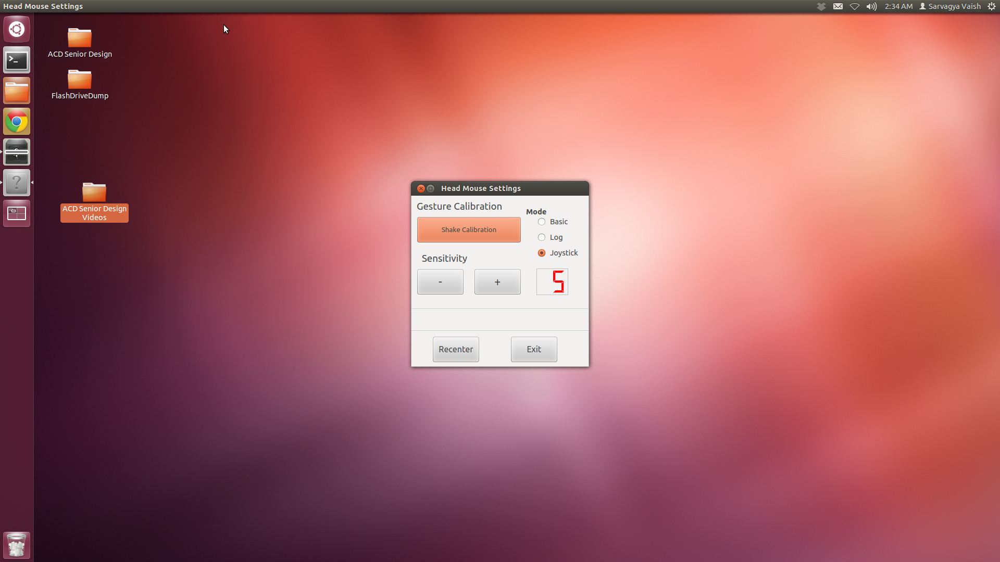 Head Mouse Settings
2:34 AM
Sarvagya Vaish
ACD Senior Design
FlashDriveDump
ACD Senior Design
Videos
Head Mouse Settings
Gesture Calibration
Mode
Basic
Shake Calibration
Log
Joystick
Sensitivity
- + 5
Recenter
Exit
>_
?